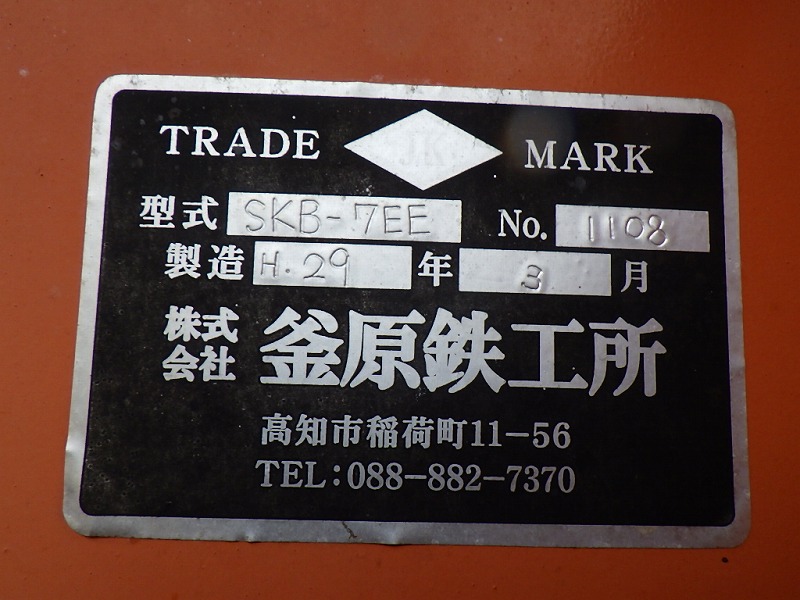 TRADE J.K MARK
型式 SKB-7EE No. 1108
製造 H.29 年 3 月
株式会社 釜原鉄工所
高知市稲荷町11-56
TEL:088-882-7370